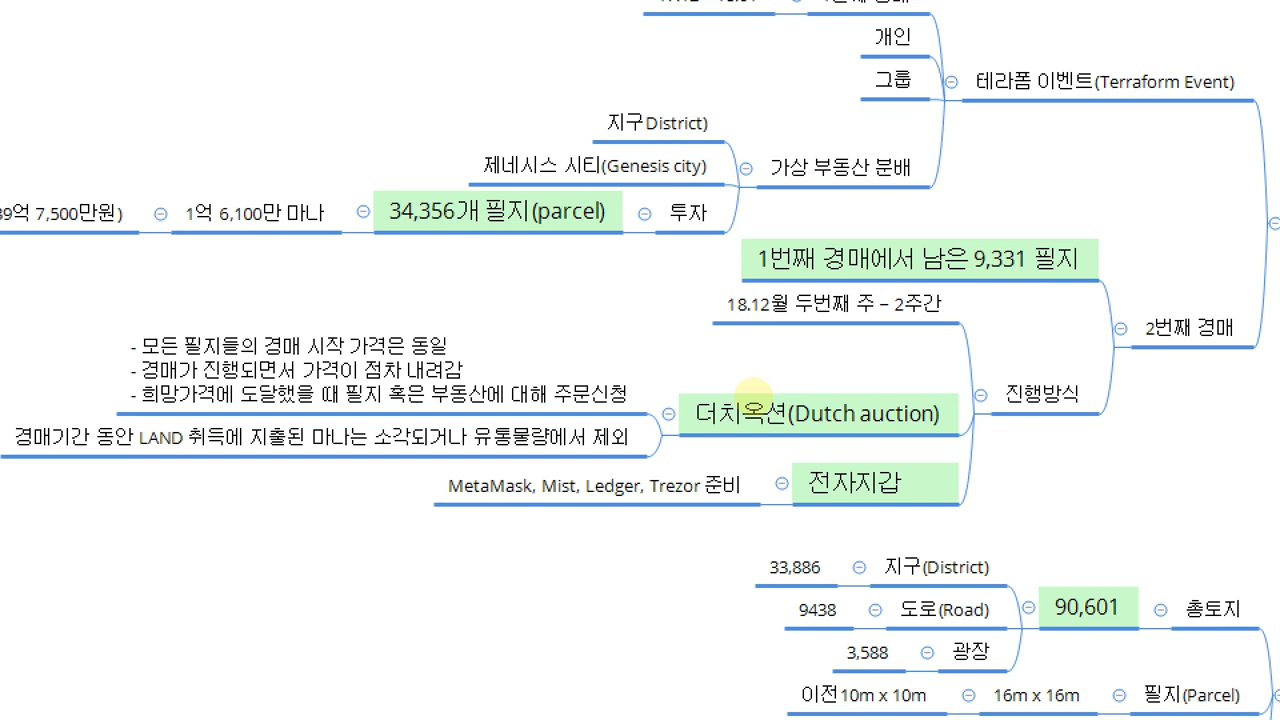 개인
그룹
테라폼 이벤트(Terraform Event)
지구District)
제네시스 시티(Genesis city)
가상 부동산 분배
7,500만원)
1억 6,100만 마나
34,356개 필지(parcel)
투자
1번째 경매에서 남은 9,331 필지
18.12월 두번째 주 – 2주간
2번째 경매
- 모든 필지들의 경매 시작 가격은 동일
- 경매가 진행되면서 가격이 점차 내려감
- 희망가격에 도달했을 때 필지 혹은 부동산에 대해 주문신청
더치옥션(Dutch auction)
진행방식
경매기간 동안 LAND 취득에 지출된 마나는 소각되거나 유통물량에서 제외
MetaMask, Mist, Ledger, Trezor 준비
전자지갑
33,886
지구(District)
9438
도로(Road)
90,601
총토지
3,588
광장
이전10m x 10m
16m x 16m
필지(Parcel)